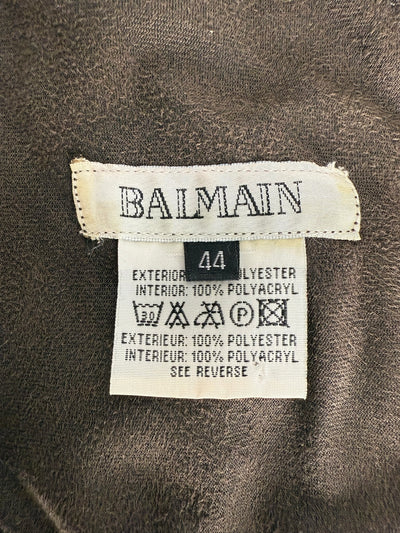 BALMAIN
44
EXTERIOR: 100% POLYESTER
INTERIOR: 100% POLYACRYL
30 P
EXTERIEUR: 100% POLYESTER
INTERIEUR: 100% POLYACRYL
SEE REVERSE